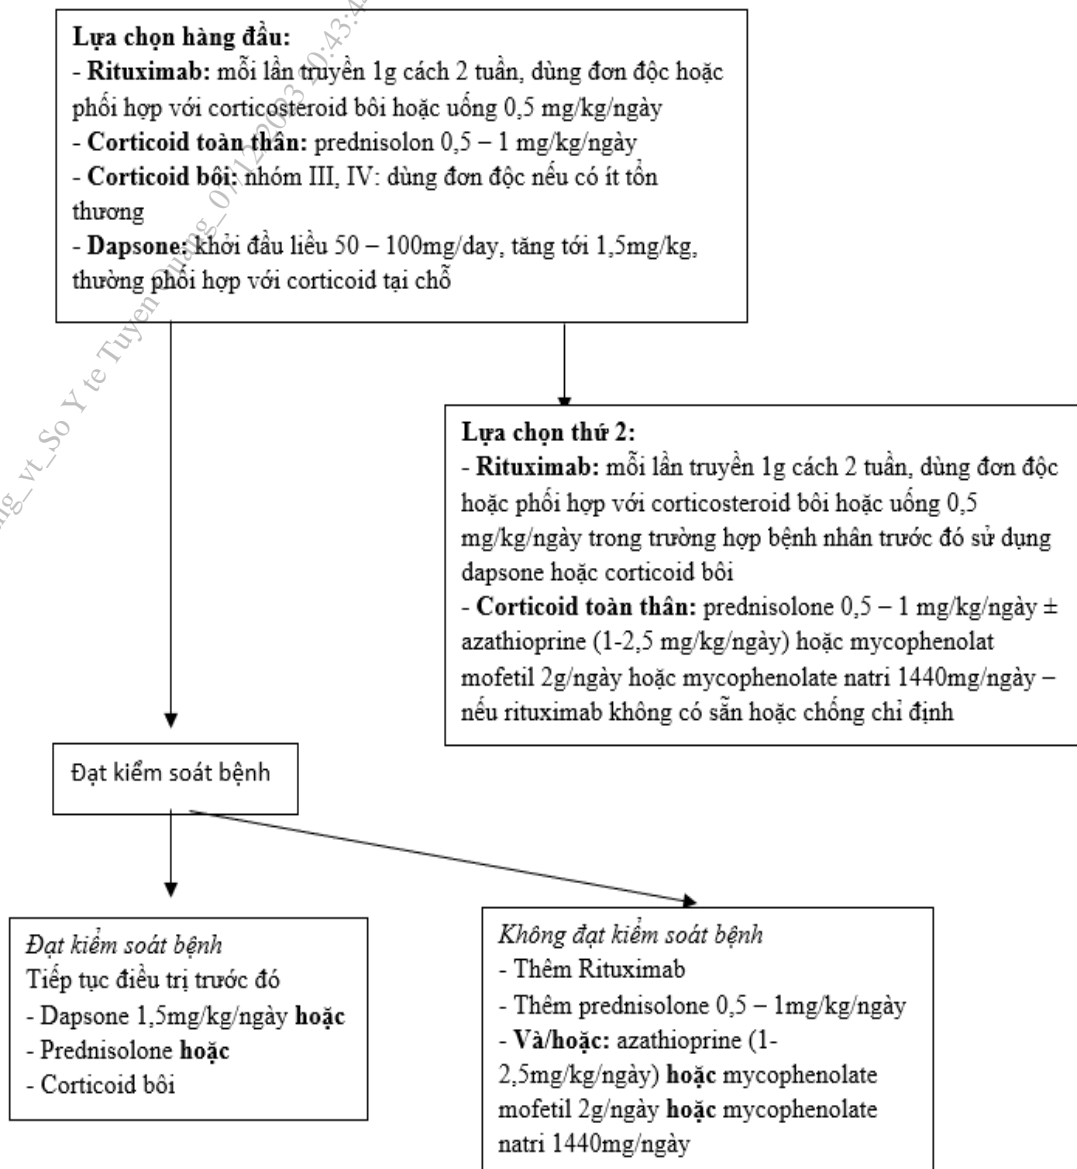 Lựa chọn hàng đầu:
- Rituximab: mỗi lần truyền 1g cách 2 tuần, dùng đơn độc hoặc
phối hợp với corticosteroid bôi hoặc uống 0,5 mg/kg/ngày
- Corticoid toàn thân: prednisolon 0,5 – 1 mg/kg/ngày
- Corticoid bôi: nhóm III, IV: dùng đơn độc nếu có ít tổn
thương
- Dapsone: khởi đầu liều 50 – 100mg/day, tăng tới 1,5mg/kg,
thường phối hợp với corticoid tại chỗ
vt_So Y te Tuyen Quang
Lựa chọn thứ 2:
- Rituximab: mỗi lần truyền 1g cách 2 tuần, dùng đơn độc
hoặc phối hợp với corticosteroid bôi hoặc uống 0,5
mg/kg/ngày trong trường hợp bệnh nhân trước đó sử dụng
dapsone hoặc corticoid bôi
- Corticoid toàn thân: prednisolone 0,5 – 1 mg/kg/ngày ±
azathioprine (1-2,5 mg/kg/ngày) hoặc mycophenolat
mofetil 2g/ngày hoặc mycophenolate natri 1440mg/ngày –
nếu rituximab không có sẵn hoặc chống chỉ định
Đạt kiểm soát bệnh
Đạt kiểm soát bệnh
Tiếp tục điều trị trước đó
- Dapsone 1,5mg/kg/ngày hoặc
- Prednisolone hoặc
- Corticoid bôi
Không đạt kiểm soát bệnh
- Thêm Rituximab
- Thêm prednisolone 0,5 – 1mg/kg/ngày
- Và/hoặc: azathioprine (1-
2,5mg/kg/ngày) hoặc mycophenolate
mofetil 2g/ngày hoặc mycophenolate
natri 1440mg/ngày